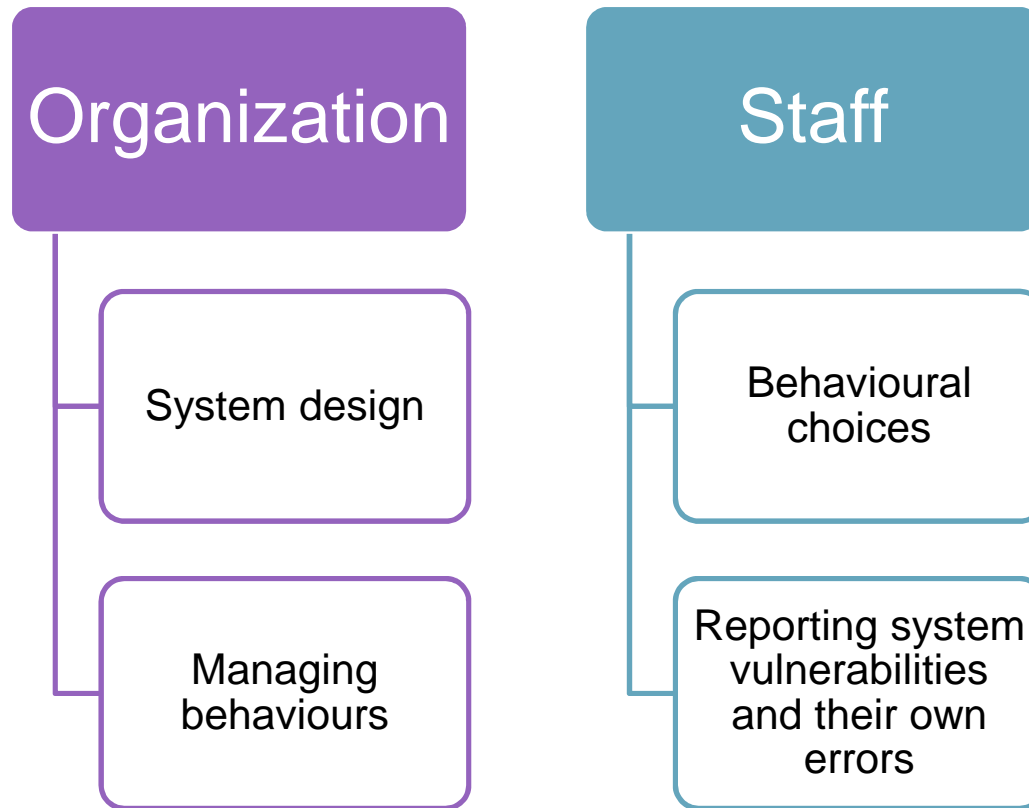 Organization
System design
Managing
behaviours
Staff
Behavioural
choices
Reporting system
vulnerabilities
and their own
errors